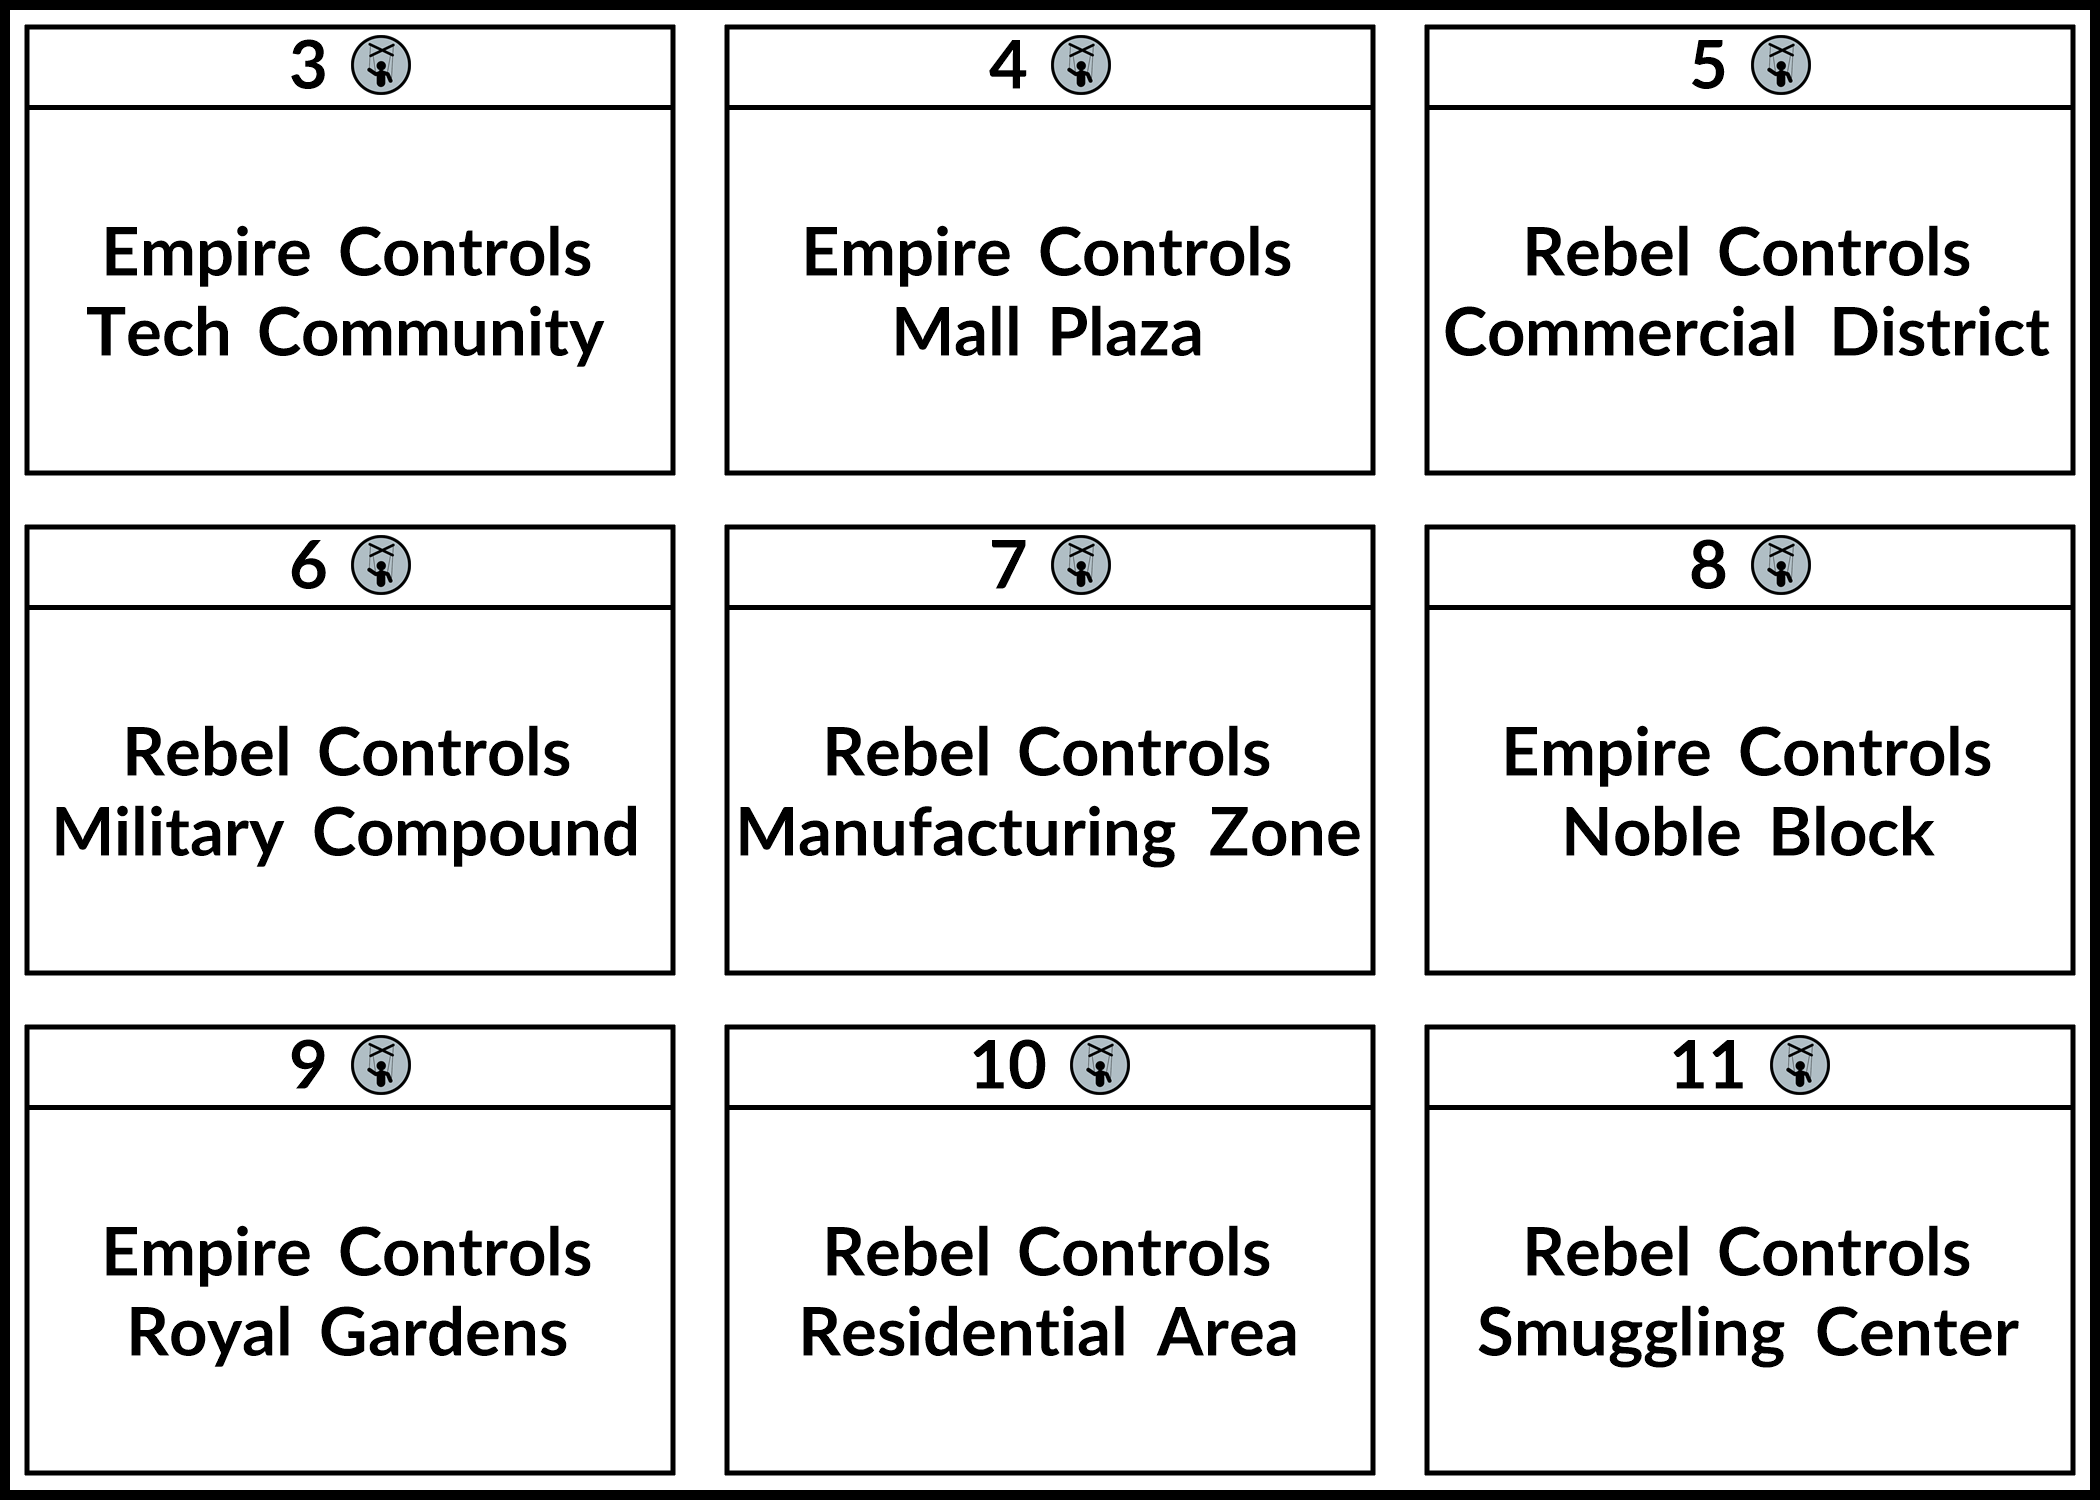 3
Empire Controls
Tech Community
4
Empire Controls
Mall Plaza
5
Rebel Controls
Commercial District
6
Rebel Controls
Military Compound
7
Rebel Controls
Manufacturing Zone
8
Empire Controls
Noble Block
9
Empire Controls
Royal Gardens
10
Rebel Controls
Residential Area
11
Rebel Controls
Smuggling Center